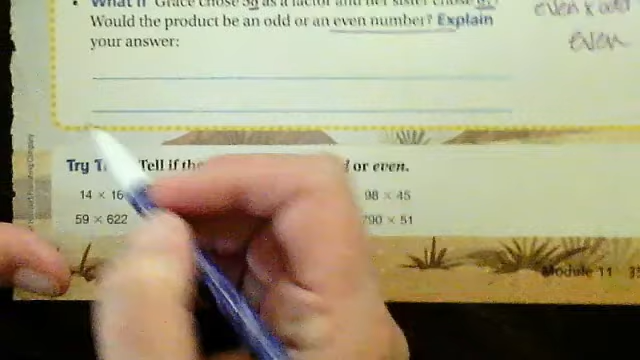 • What if Grace chose as a factor and her sister chose
Would the product be an odd or an even number? Explain
your answer:
even x odd
even
Try Tell if the or even.
14 × 16
98 × 45
59 × 622
790 × 51
Module 11